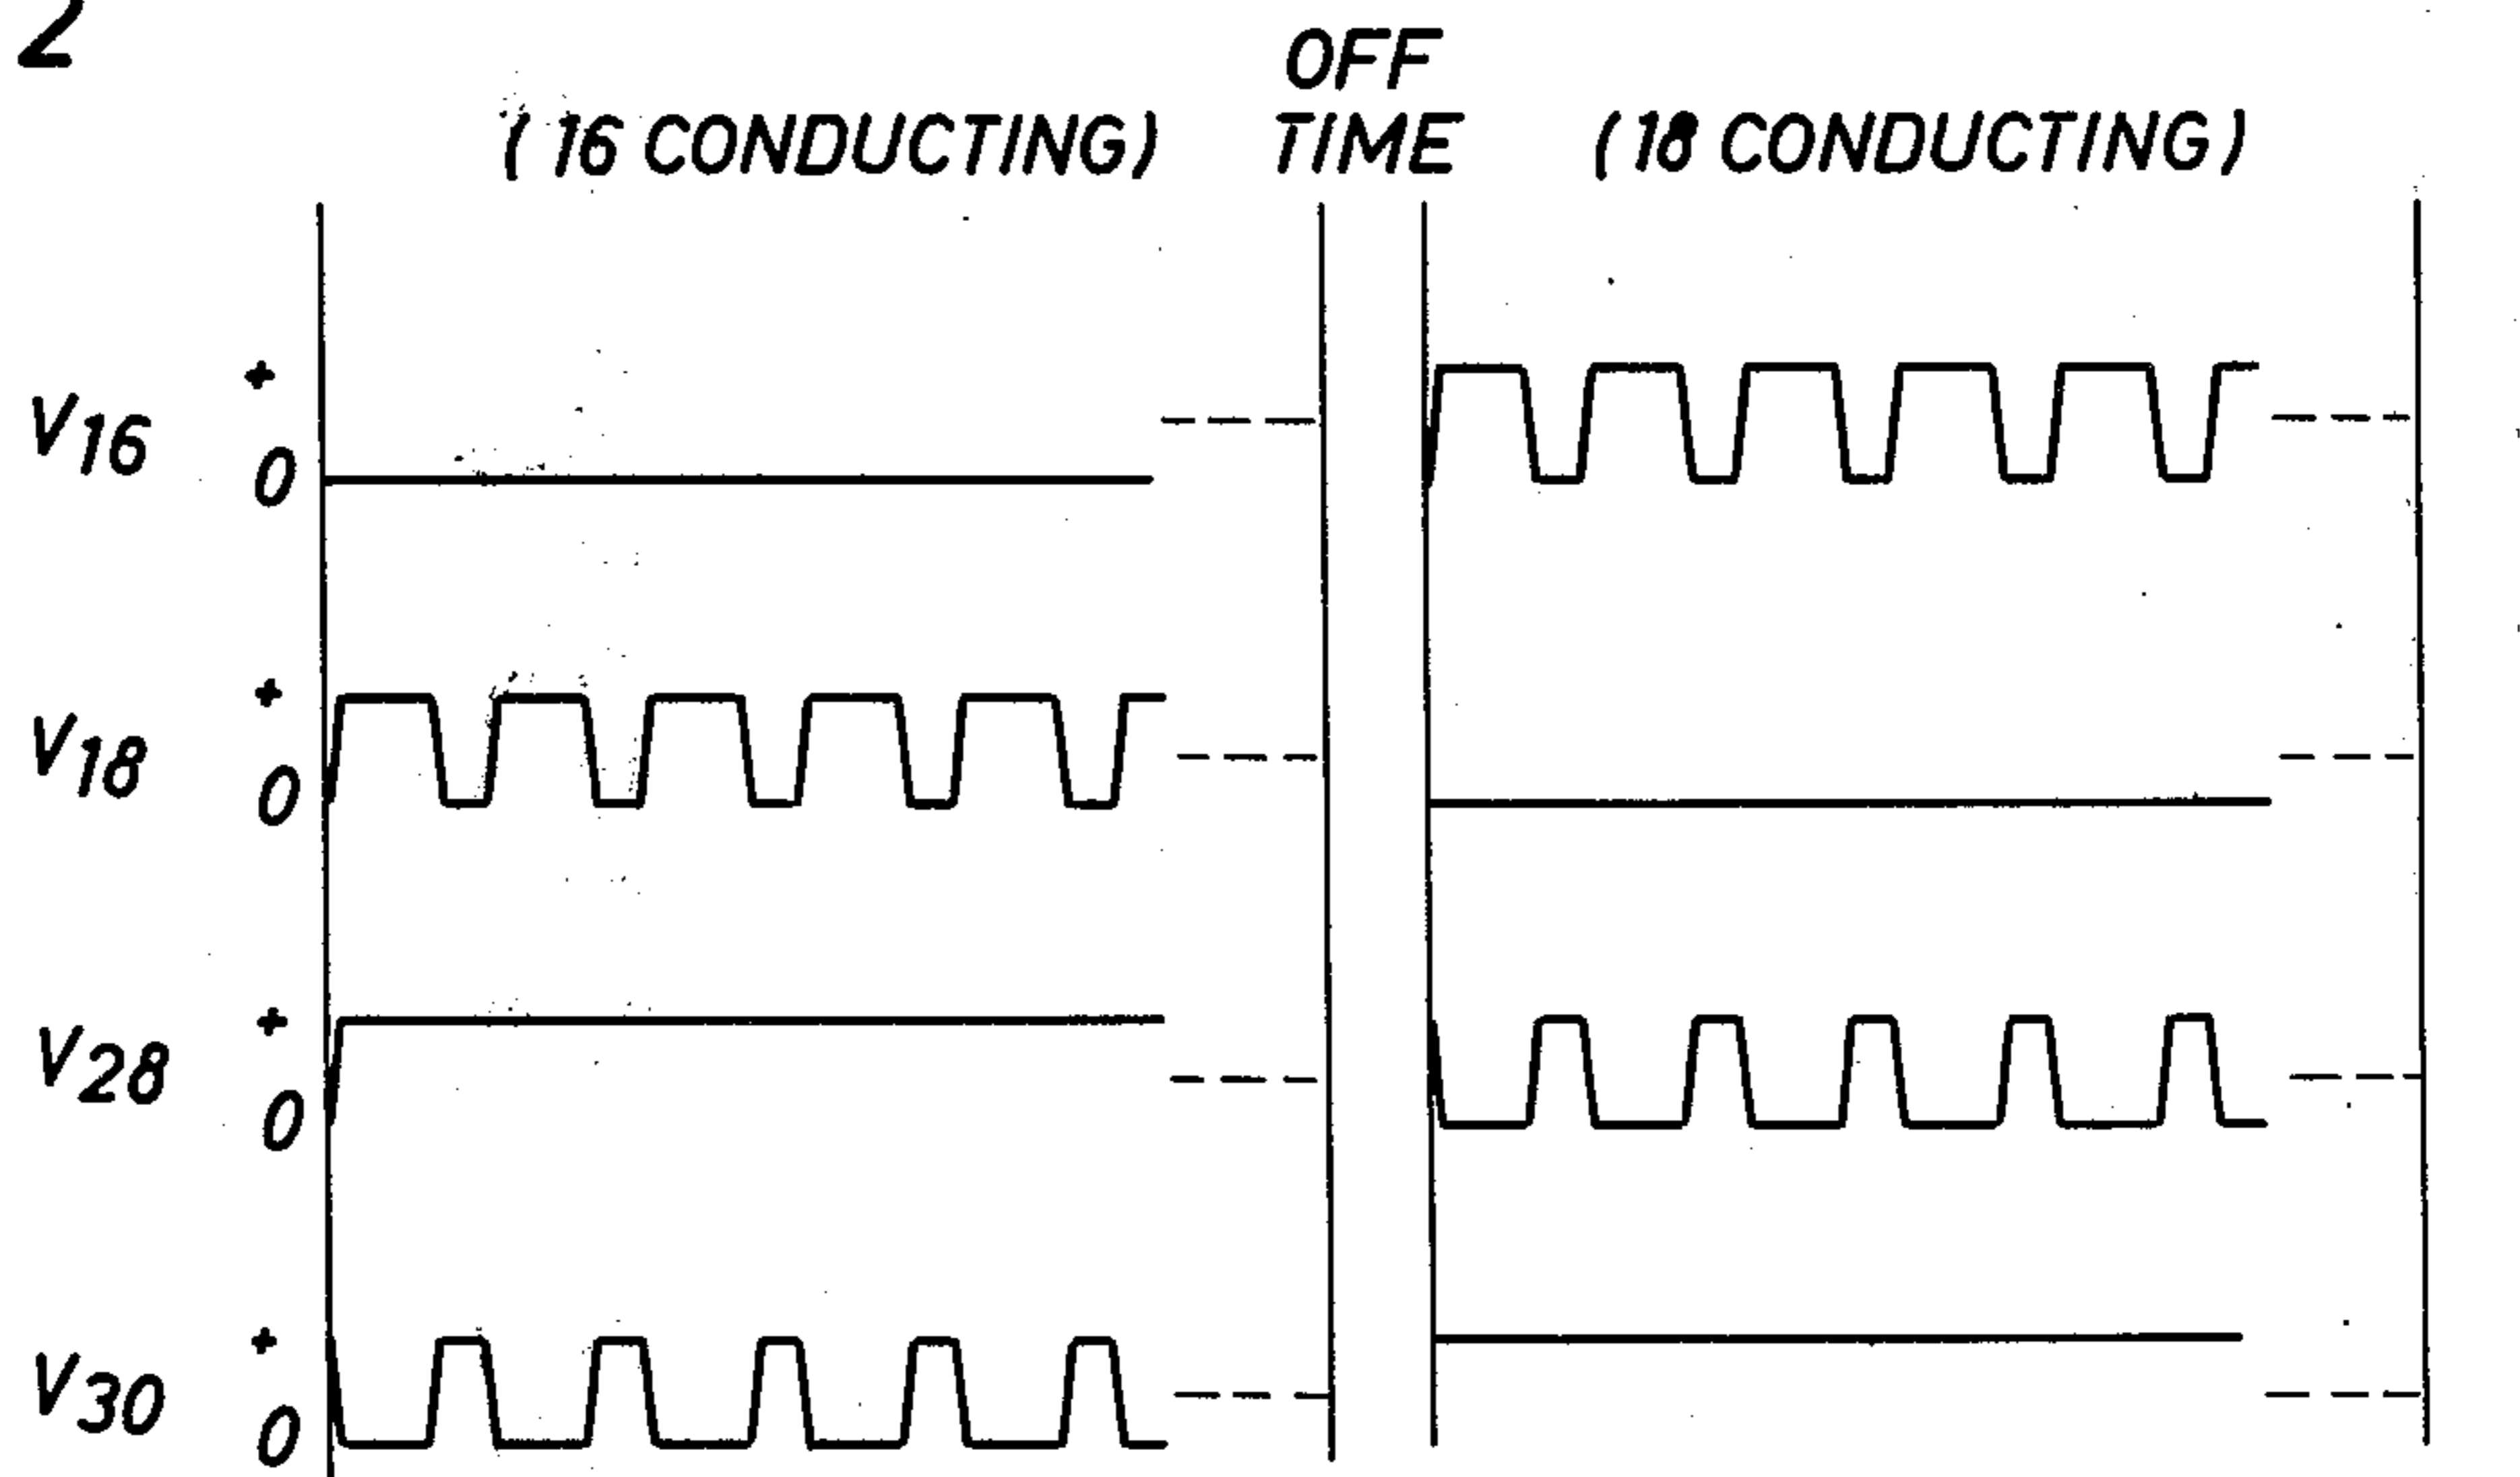 2
OFF
(16 CONDUCTING) TIME (18 CONDUCTING)
+
V16
0
+
V18
0
+
V28
0
+
V30
0